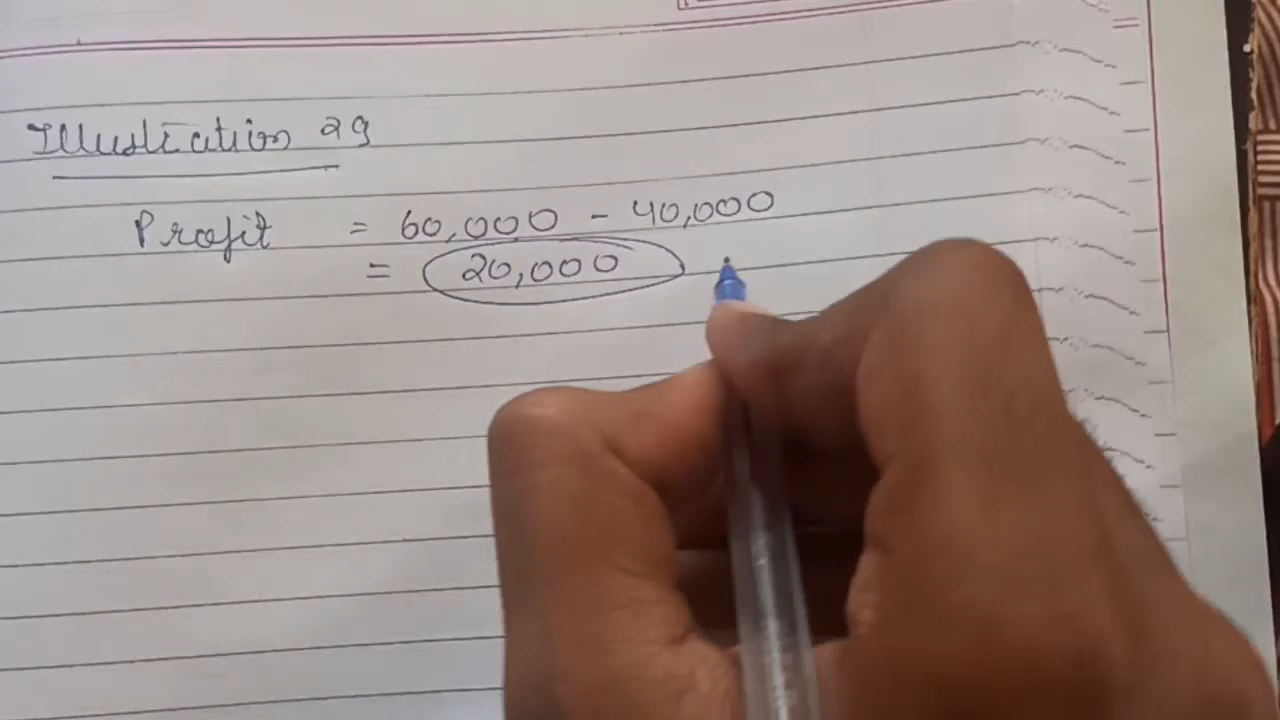 Illustration 29
Profit = 60,000 - 40,000
= 20,000